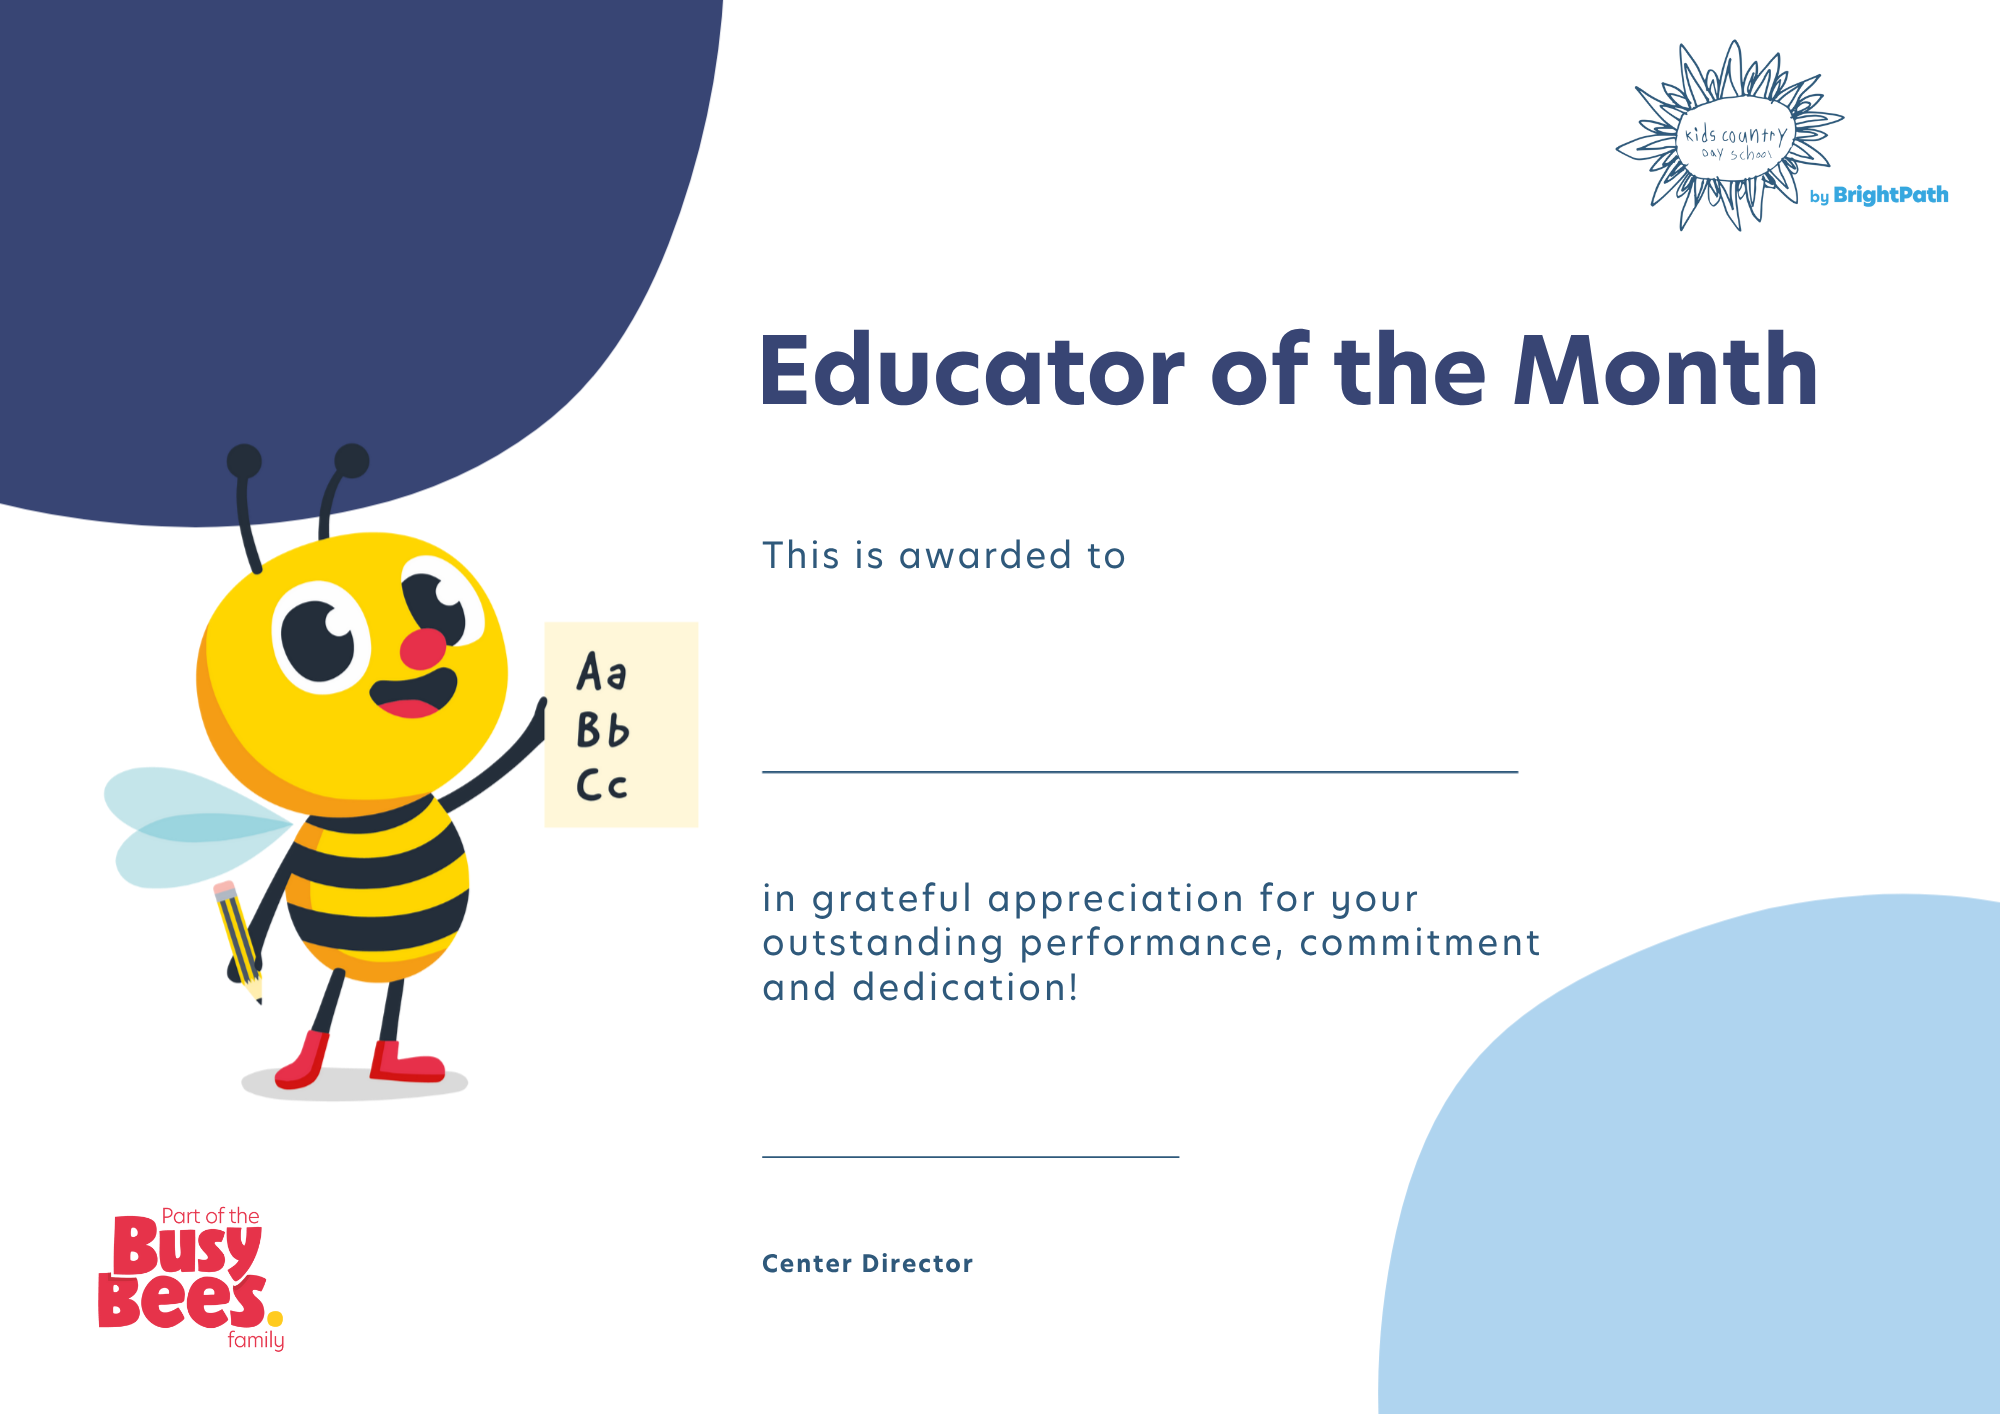 kids country
Day school
by BrightPath
Educator of the Month
This is awarded to
Aa
Bb
Cc
in grateful appreciation for your
outstanding performance, commitment
and dedication!
Center Director
Part of the
Busy
Bees.
family